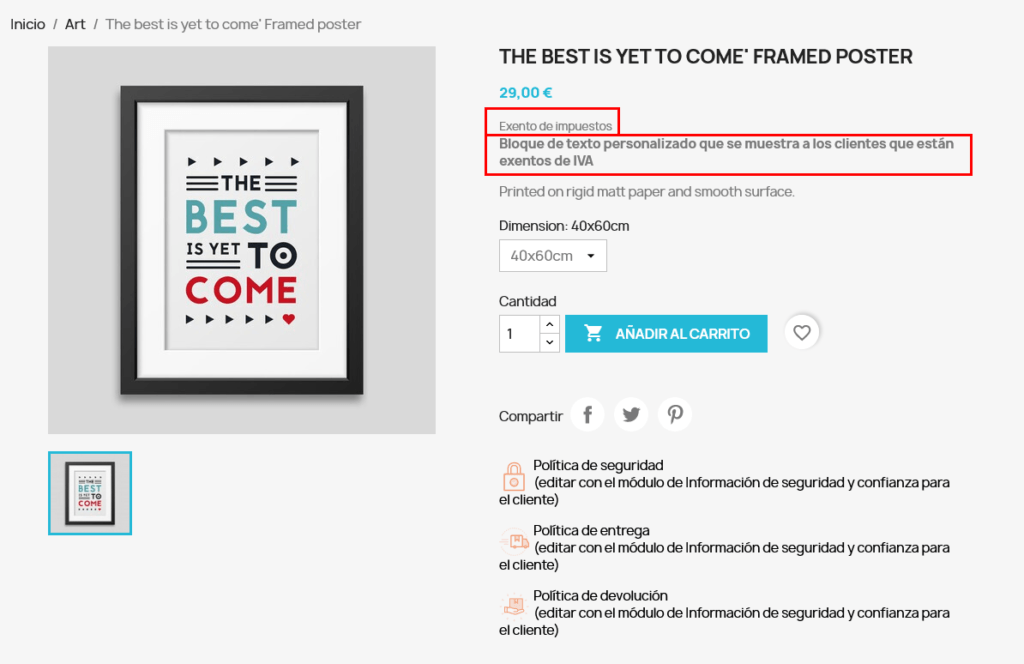 Inicio / Art / The best is yet to come' Framed poster
THE
BEST
IS YET TO
COME
THE BEST IS YET TO COME' FRAMED POSTER
29,00 €
Exento de impuestos
Bloque de texto personalizado que se muestra a los clientes que están
exentos de IVA
Printed on rigid matt paper and smooth surface.
Dimension: 40x60cm
40x60cm
Cantidad
1
AÑADIR AL CARRITO
Compartir
THE
BEST
IS YET TO
COME
Política de seguridad
(editar con el módulo de Información de seguridad y confianza para
el cliente)
Política de entrega
(editar con el módulo de Información de seguridad y confianza para
el cliente)
Política de devolución
(editar con el módulo de Información de seguridad y confianza para
el cliente)